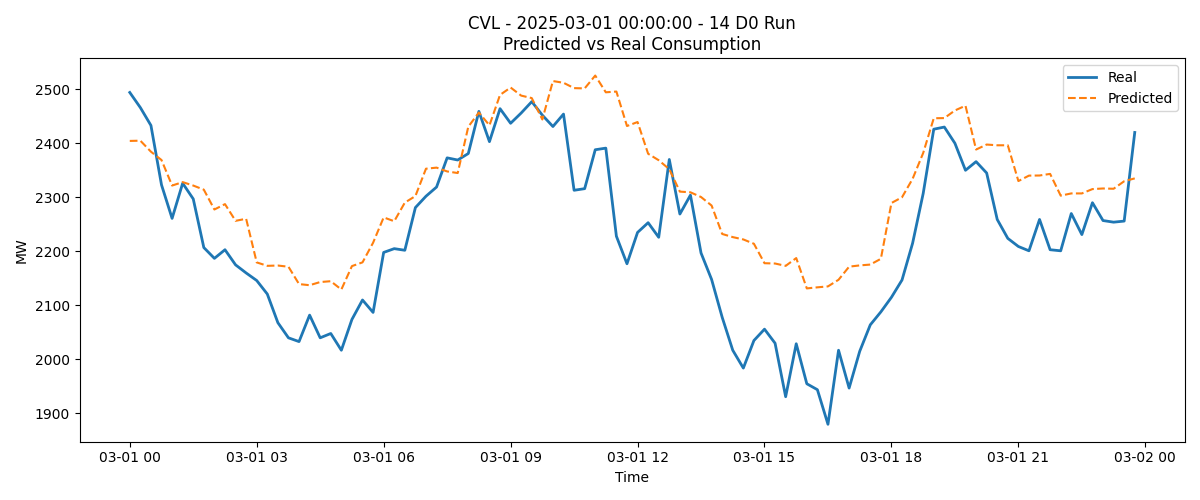 CVL - 2025-03-01 00:00:00 - 14 D0 Run
Predicted vs Real Consumption
Real
Predicted
2500
2400
2300
2200
2100
2000
1900
MW
03-01 00
03-01 03
03-01 06
03-01 09
03-01 12
03-01 15
03-01 18
03-01 21
03-02 00
Time